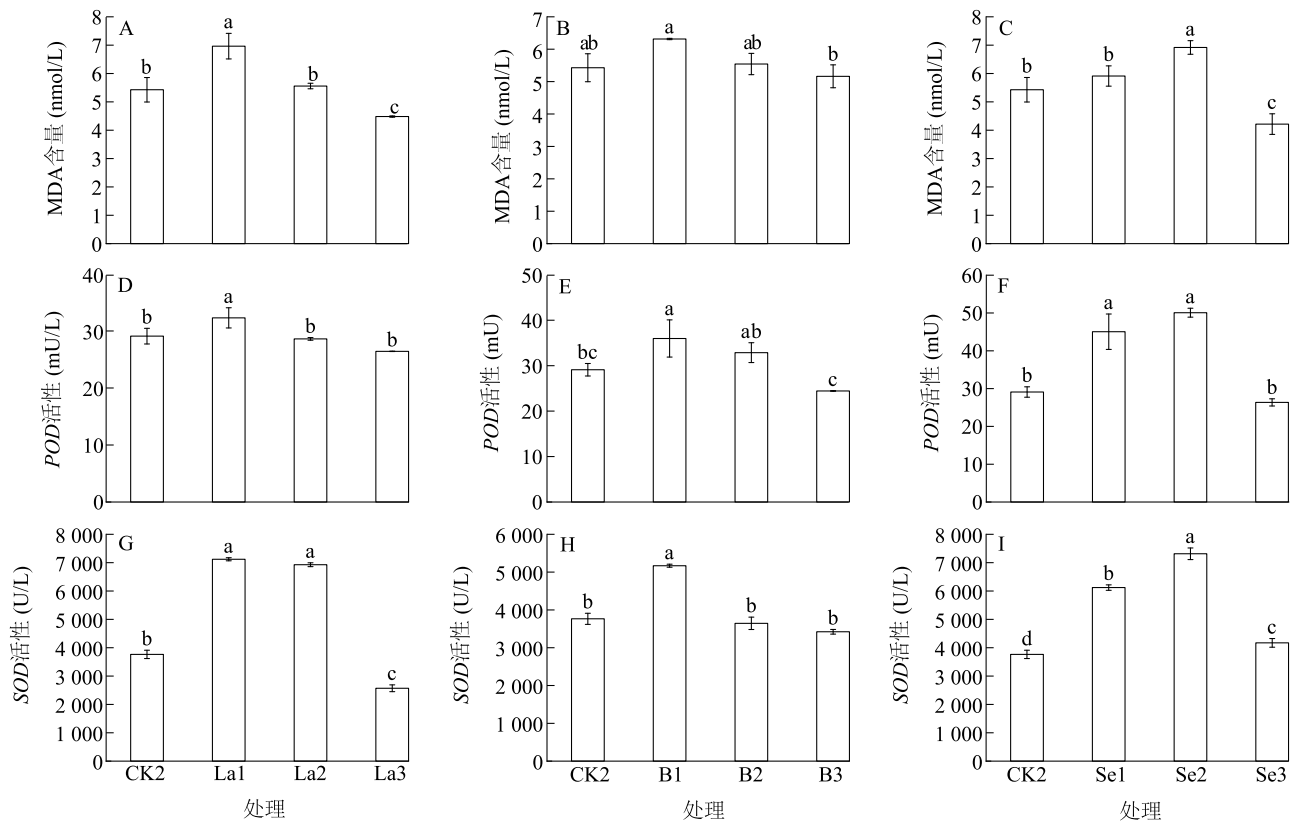 A
MDA含量 (nmol/L)
8
7
6
5
4
3
2
1
0
b
a
b
c
B
MDA含量 (nmol/L)
7
6
5
4
3
2
1
0
ab
a
ab
b
C
MDA含量 (nmol/L)
8
7
6
5
4
3
2
1
0
b
b
a
c
D
POD活性 (mU/L)
40
30
20
10
0
b
a
b
b
E
POD活性 (mU)
50
40
30
20
10
0
bc
a
ab
c
F
POD活性 (mU)
60
50
40
30
20
10
0
b
a
a
b
G
SOD活性 (U/L)
8 000
7 000
6 000
5 000
4 000
3 000
2 000
1 000
0
b
a
a
c
CK2 La1 La2 La3
处理
H
SOD活性 (U/L)
6 000
5 000
4 000
3 000
2 000
1 000
0
b
a
b
b
CK2 B1 B2 B3
处理
I
SOD活性 (U/L)
8 000
7 000
6 000
5 000
4 000
3 000
2 000
1 000
0
d
b
a
c
CK2 Se1 Se2 Se3
处理